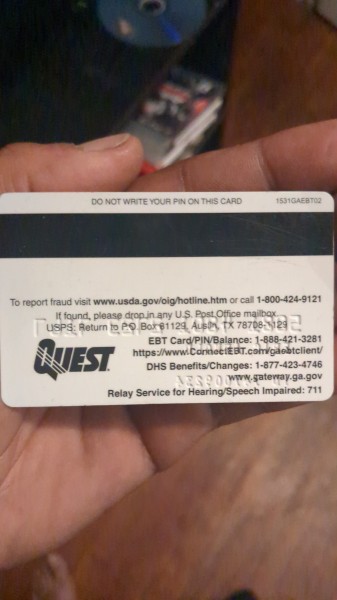 DO NOT WRITE YOUR PIN ON THIS CARD 1531GAEBT02
To report fraud visit www.usda.gov/oig/hotline.htm or call 1-800-424-9121
If found, please drop in any U.S. Post Office mailbox
USPS: Return to P.O. Box 81129, Austin, TX 78708-1129
QUEST
EBT Card/PIN/Balance: 1-888-421-3281
https://www.ConnectEBT.com/gaebtclient/
DHS Benefits/Changes: 1-877-423-4746
www.gateway.ga.gov
Relay Service for Hearing/Speech Impaired: 711